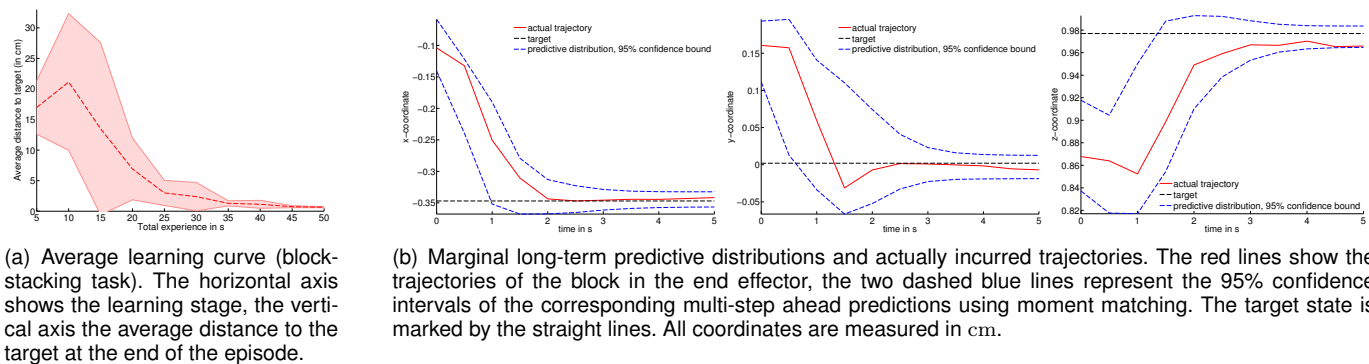 Average distance to target (in cm)
30
25
20
15
10
5
0
5 10 15 20 25 30 35 40 45 50
Total experience in s
x−coordinate
−0.1
−0.15
−0.2
−0.25
−0.3
−0.35
0 1 2 3 4 5
time in s
actual trajectory
target
predictive distribution, 95% confidence bound
y−coordinate
0.15
0.1
0.05
0
−0.05
0 1 2 3 4 5
time in s
actual trajectory
target
predictive distribution, 95% confidence bound
z−coordinate
0.98
0.96
0.94
0.92
0.9
0.88
0.86
0.84
0.82
0 1 2 3 4 5
time in s
actual trajectory
target
predictive distribution, 95% confidence bound
(a) Average learning curve (block-
stacking task). The horizontal axis
shows the learning stage, the verti-
cal axis the average distance to the
target at the end of the episode.
(b) Marginal long-term predictive distributions and actually incurred trajectories. The red lines show the
trajectories of the block in the end effector, the two dashed blue lines represent the 95% confidence
intervals of the corresponding multi-step ahead predictions using moment matching. The target state is
marked by the straight lines. All coordinates are measured in cm.